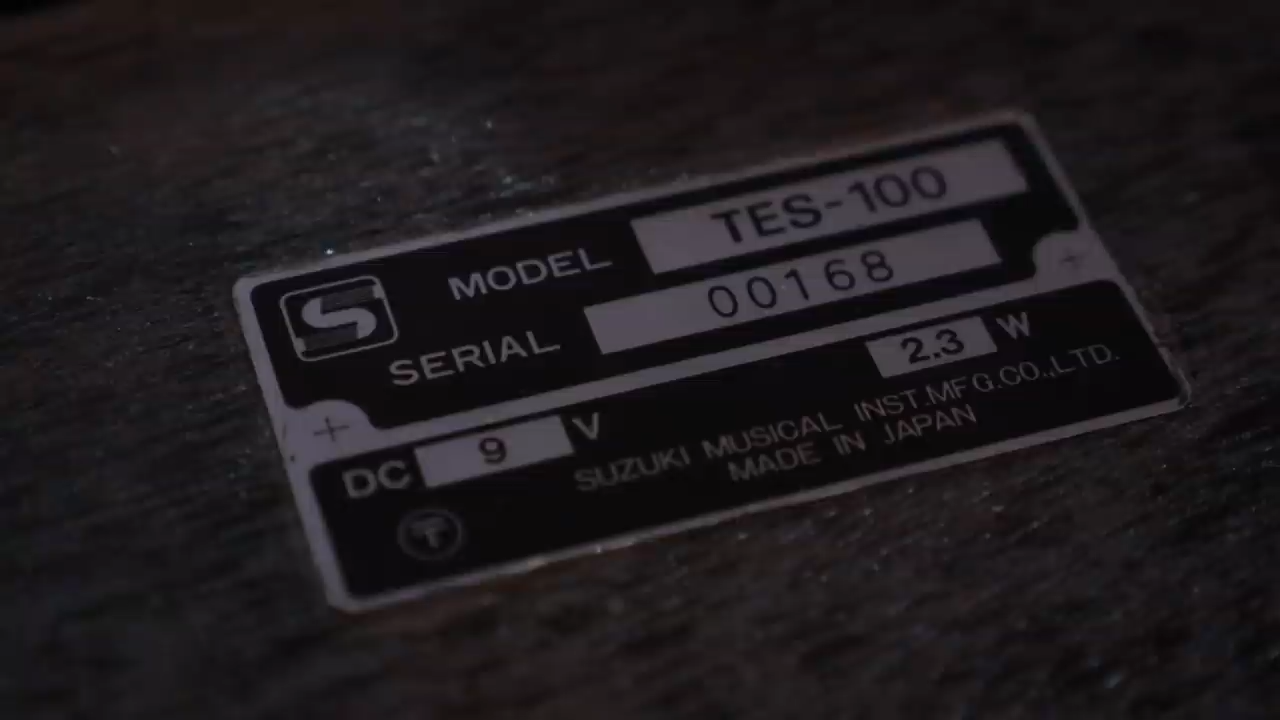 MODEL TES-100
SERIAL 00168
DC 9 V 2.3 W
SUZUKI MUSICAL INST.MFG.CO.,LTD.
MADE IN JAPAN
S
T